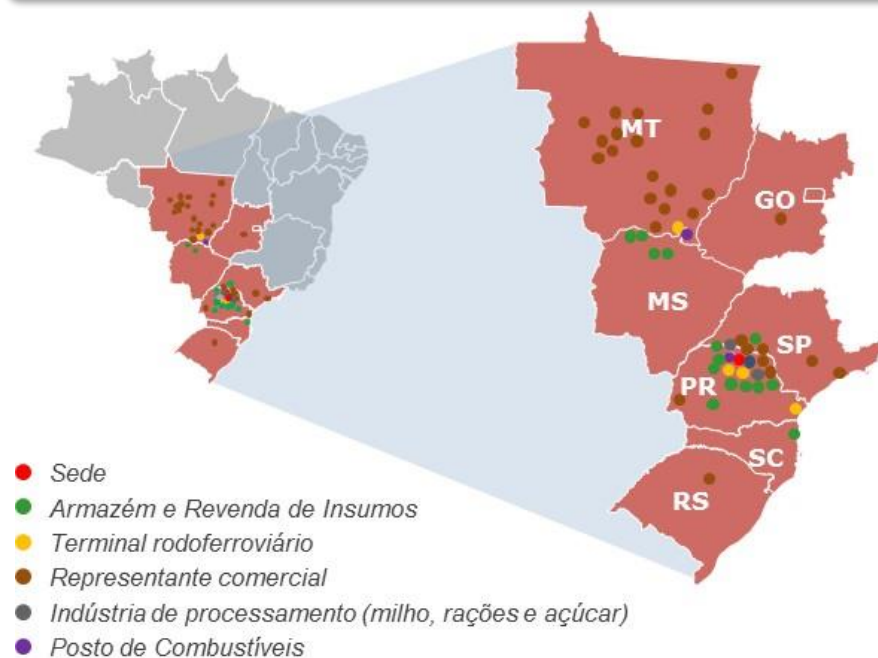 MT
GO
MS
SP
PR
SC
RS
Sede
Armazém e Revenda de Insumos
Terminal rodoferroviário
Representante comercial
Indústria de processamento (milho, rações e açúcar)
Posto de Combustíveis